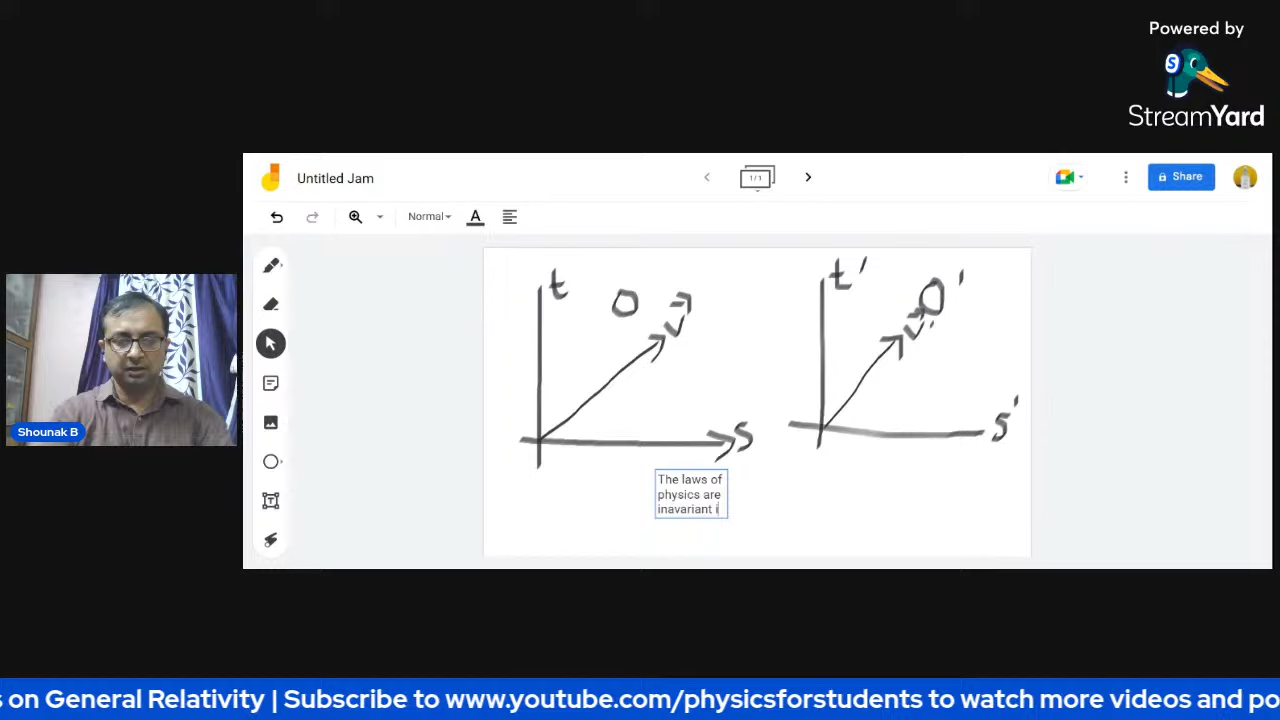 Powered by
StreamYard
Untitled Jam
1/1
Share
Normal
A
t
O
v
t'
O'
v'
s
s'
The laws of
physics are
inavariant i
Shounak B
s on General Relativity | Subscribe to www.youtube.com/physicsforstudents to watch more videos and po